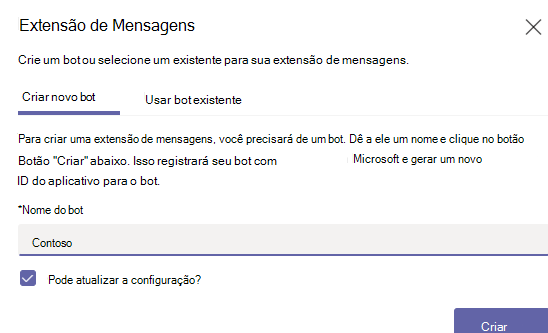 Extensão de Mensagens
Crie um bot ou selecione um existente para sua extensão de mensagens.
Criar novo bot
Usar bot existente
Para criar uma extensão de mensagens, você precisará de um bot. Dê a ele um nome e clique no botão
Botão "Criar" abaixo. Isso registrará seu bot com Microsoft e gerar um novo
ID do aplicativo para o bot.
*Nome do bot
Contoso
Pode atualizar a configuração?
Criar